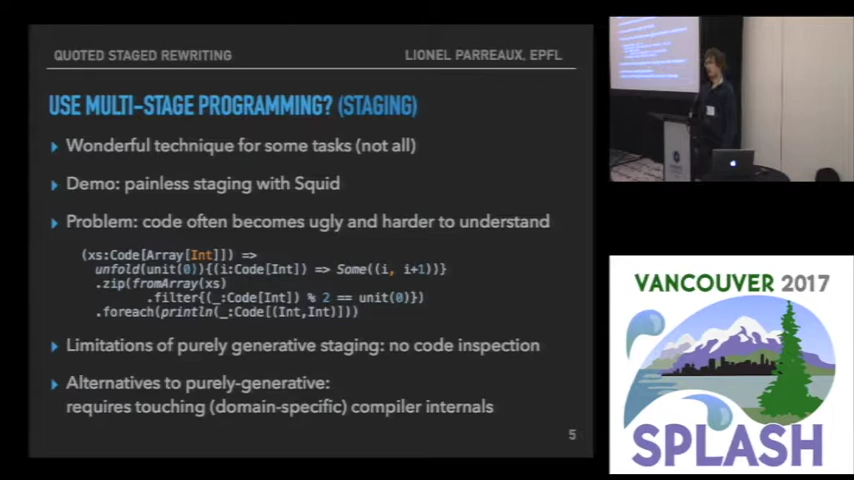 QUOTED STAGED REWRITING
LIONEL PARREAUX, EPFL
USE MULTI-STAGE PROGRAMMING? (STAGING)
Wonderful technique for some tasks (not all)
Demo: painless staging with Squid
Problem: code often becomes ugly and harder to understand
(xs:Code[Array[Int]]) =>
unfold(unit(0)){(i:Code[Int]) => Some((i, i+1))}
.zip(fromArray(xs)
.filter{(_:Code[Int]) % 2 == unit(0)})
.foreach(println(_:Code[(Int,Int)]))
Limitations of purely generative staging: no code inspection
Alternatives to purely-generative:
requires touching (domain-specific) compiler internals
5
VANCOUVER 2017
SPLASH